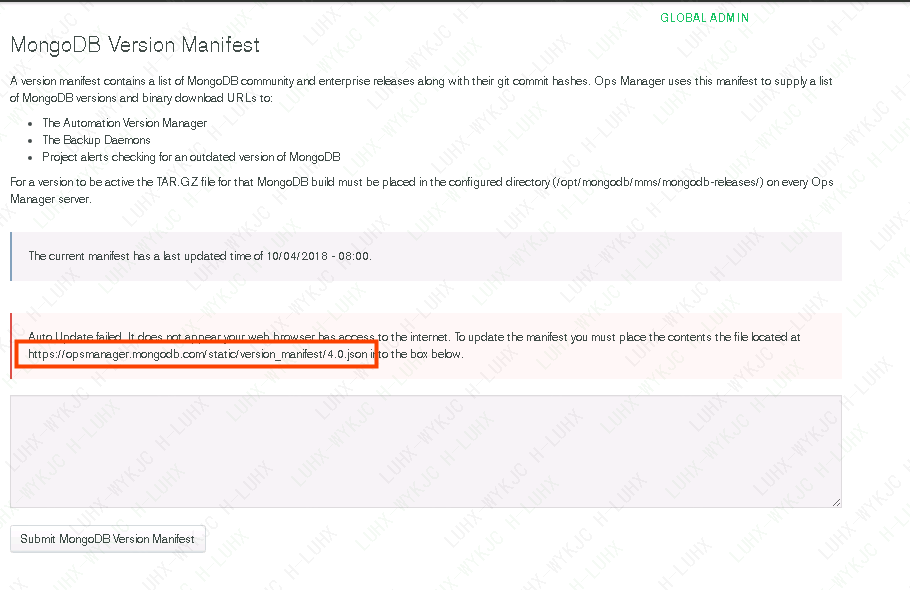 GLOBAL ADMIN
MongoDB Version Manifest
A version manifest contains a list of MongoDB community and enterprise releases along with their git commit hashes. Ops Manager uses this manifest to supply a list
of MongoDB versions and binary download URLs to:
The Automation Version Manager
The Backup Daemons
Project alerts checking for an outdated version of MongoDB
For a version to be active the TAR.GZ file for that MongoDB build must be placed in the configured directory (/opt/mongodb/mms/mongodb-releases/) on every Ops
Manager server.
The current manifest has a last updated time of 10/04/2018 - 08:00.
Auto Update failed. It does not appear your web browser has access to the internet. To update the manifest you must place the contents the file located at
https://opsmanager.mongodb.com/static/version_manifest/4.0.json into the box below.
Submit MongoDB Version Manifest